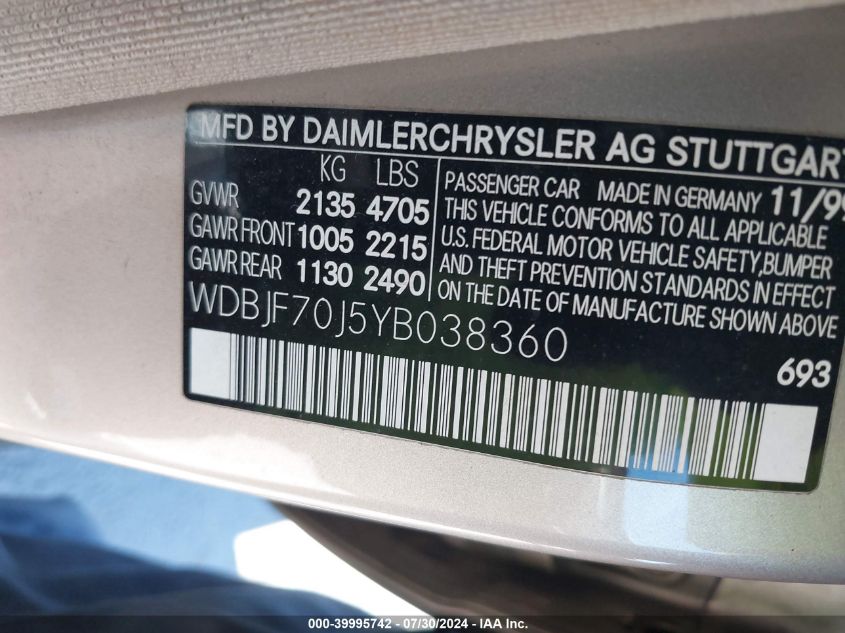 MFD BY DAIMLERCHRYSLER AG STUTTGART
KG LBS
GVWR 2135 4705
GAWR FRONT 1005 2215
GAWR REAR 1130 2490
PASSENGER CAR MADE IN GERMANY 11/99
THIS VEHICLE CONFORMS TO ALL APPLICABLE
U.S. FEDERAL MOTOR VEHICLE SAFETY,BUMPER
AND THEFT PREVENTION STANDARDS IN EFFECT
ON THE DATE OF MANUFACTURE SHOWN ABOVE
WDBJF70J5YB038360
693
000-39995742 - 07/30/2024 - IAA Inc.